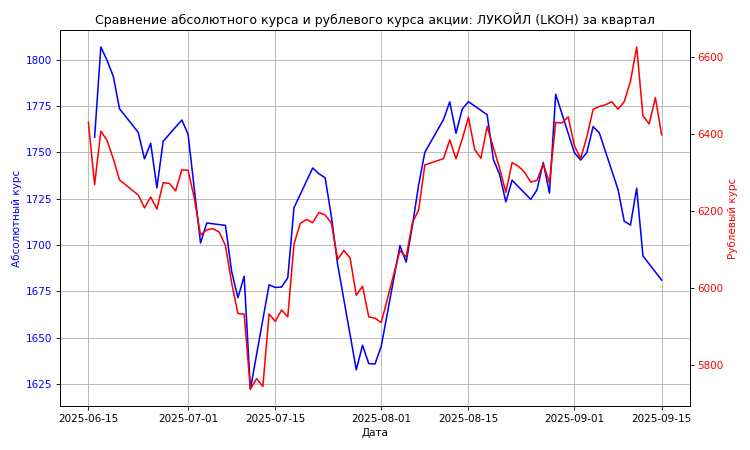 Сравнение абсолютного курса и рублевого курса акции: ЛУКОЙЛ (LKOH) за квартал
Абсолютный курс
1800
1775
1750
1725
1700
1675
1650
1625
6600
6400
6200
6000
5800
Рублевый курс
2025-06-15 2025-07-01 2025-07-15 2025-08-01 2025-08-15 2025-09-01 2025-09-15
Дата